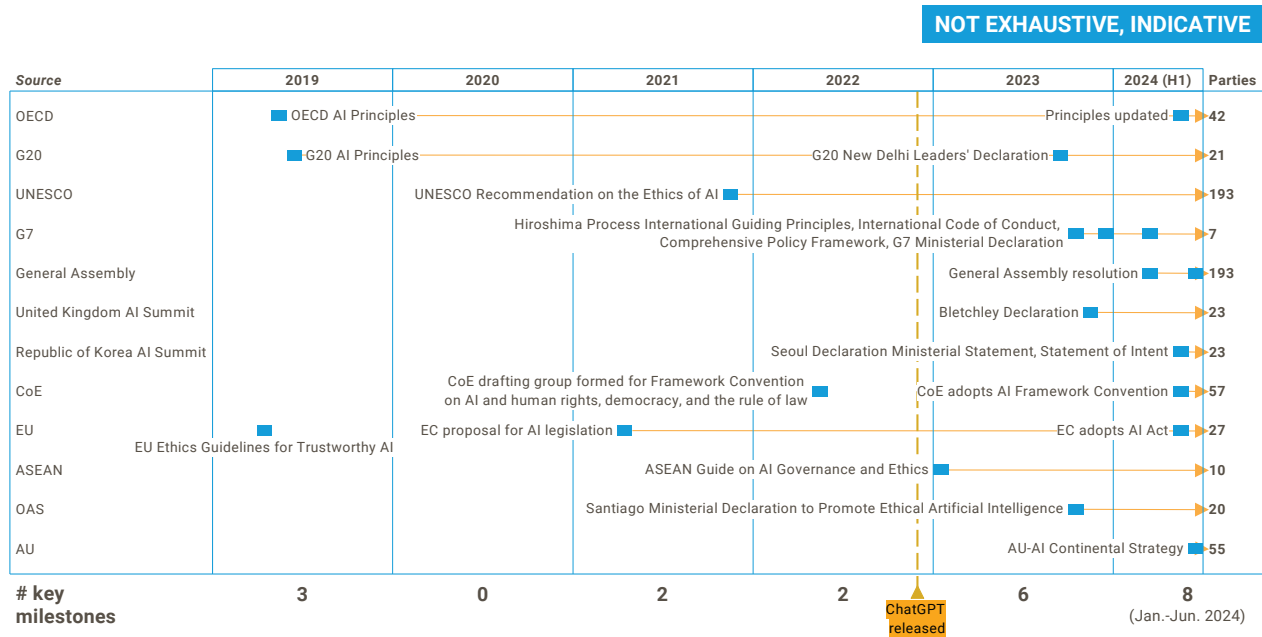 NOT EXHAUSTIVE, INDICATIVE
Source 2019 2020 2021 2022 2023 2024 (H1) Parties
OECD OECD AI Principles Principles updated 42
G20 G20 AI Principles G20 New Delhi Leaders' Declaration 21
UNESCO UNESCO Recommendation on the Ethics of AI 193
G7 Hiroshima Process International Guiding Principles, International Code of Conduct, 7
Comprehensive Policy Framework, G7 Ministerial Declaration
General Assembly General Assembly resolution 193
United Kingdom AI Summit Bletchley Declaration 23
Republic of Korea AI Summit Seoul Declaration Ministerial Statement, Statement of Intent 23
CoE CoE drafting group formed for Framework Convention CoE adopts AI Framework Convention 57
on AI and human rights, democracy, and the rule of law
EU EC proposal for AI legislation EC adopts AI Act 27
EU Ethics Guidelines for Trustworthy AI
ASEAN ASEAN Guide on AI Governance and Ethics 10
OAS Santiago Ministerial Declaration to Promote Ethical Artificial Intelligence 20
AU AU-AI Continental Strategy 55
# key 3 0 2 2 6 8
milestones (Jan.-Jun. 2024)
ChatGPT
released